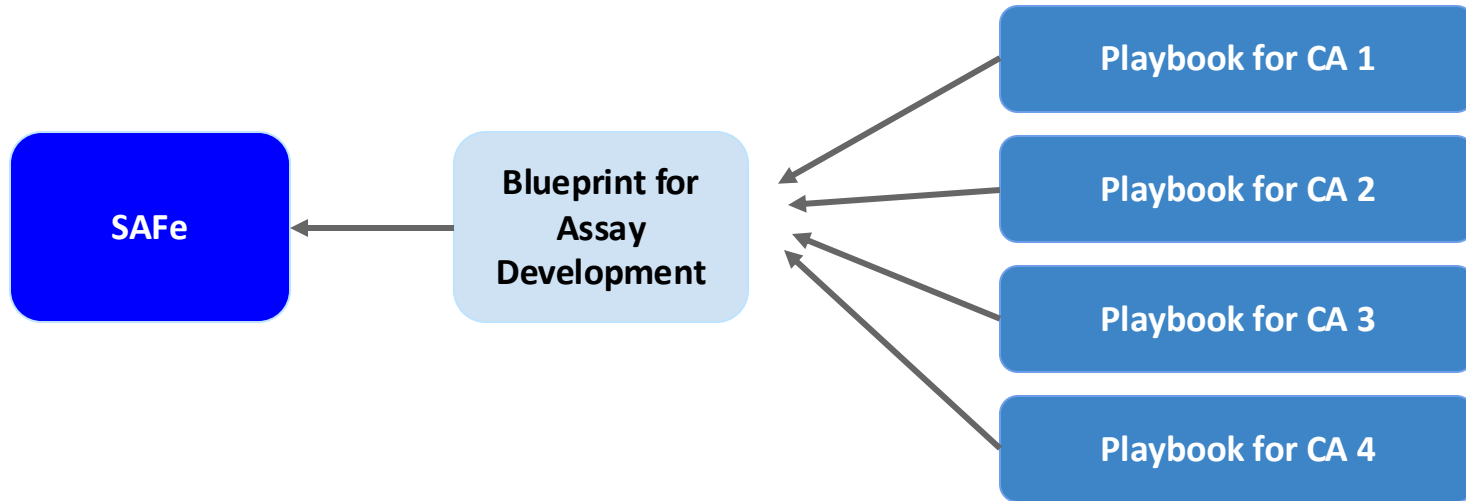 SAFe
Blueprint for
Assay
Development
Playbook for CA 1
Playbook for CA 2
Playbook for CA 3
Playbook for CA 4